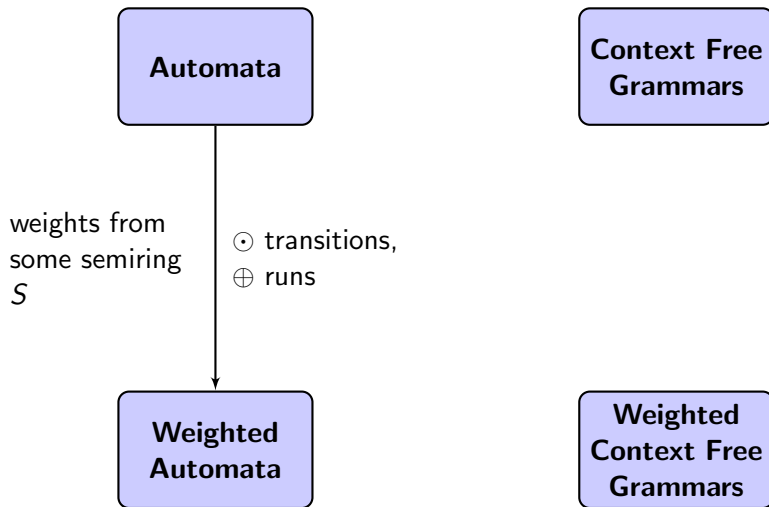 Automata
Context Free
Grammars
weights from
some semiring
S
⊙ transitions,
⊕ runs
Weighted
Automata
Weighted
Context Free
Grammars